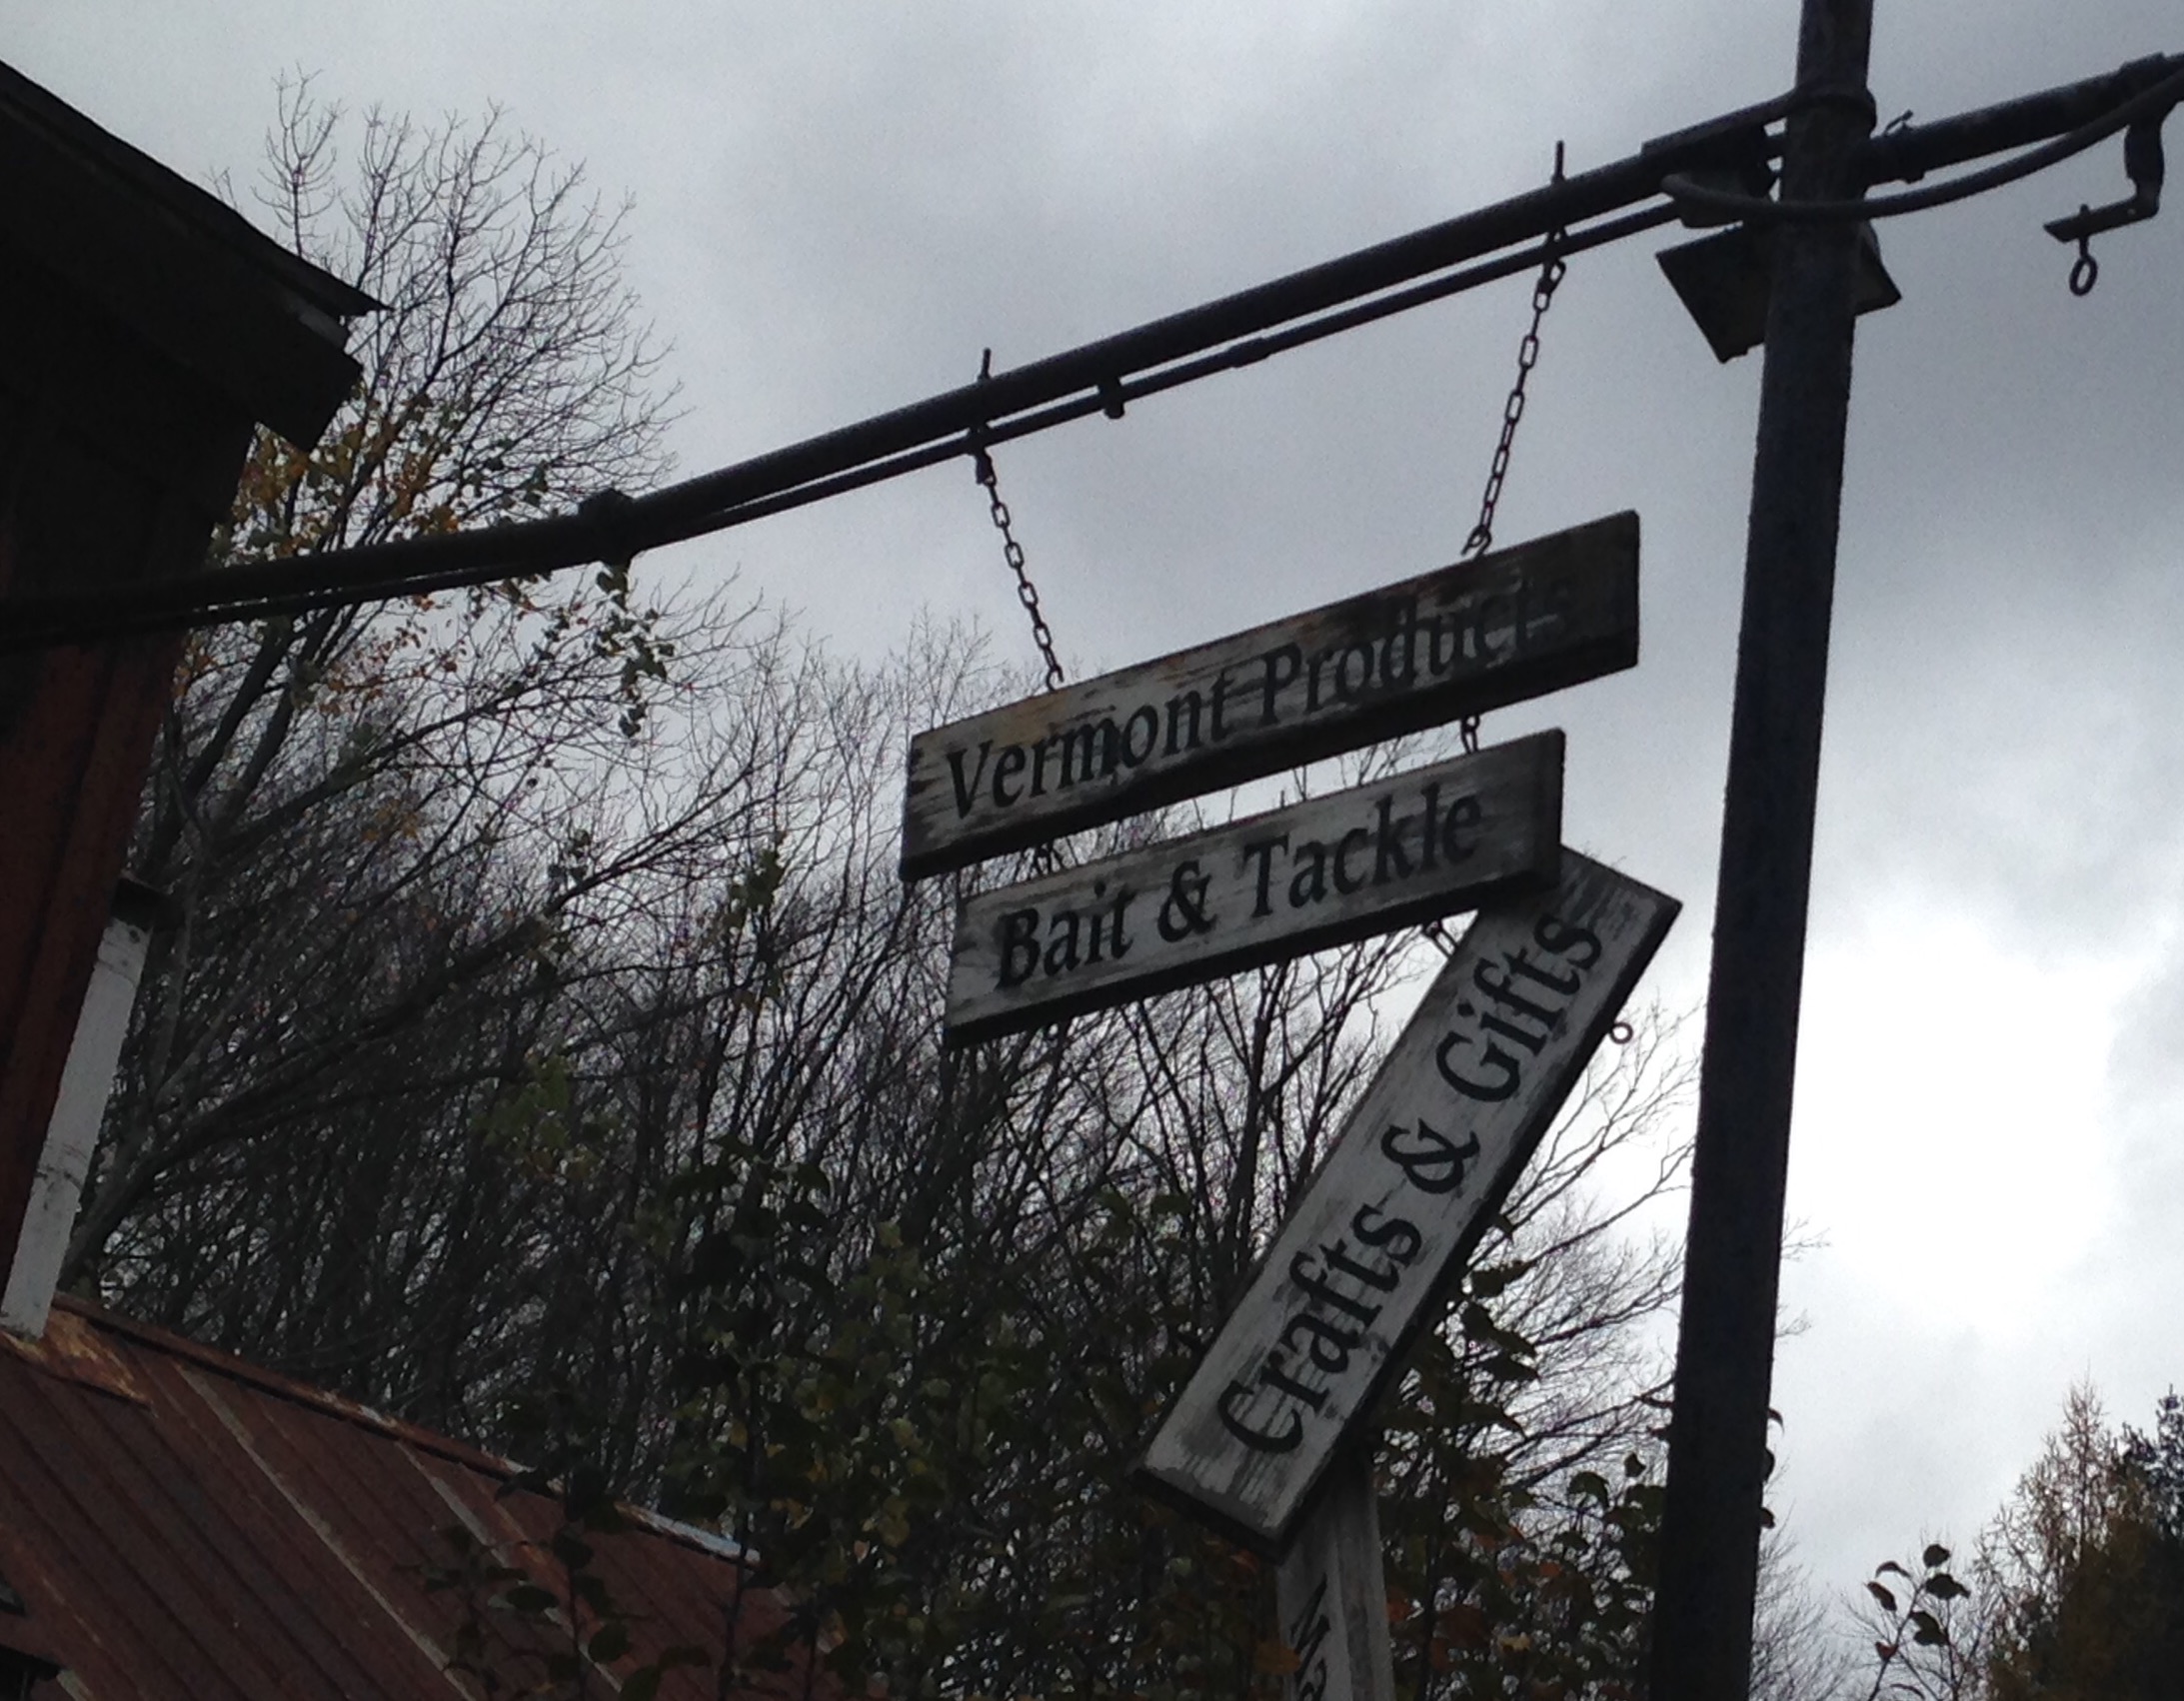 Vermont Products
Bait & Tackle
Crafts & Gifts